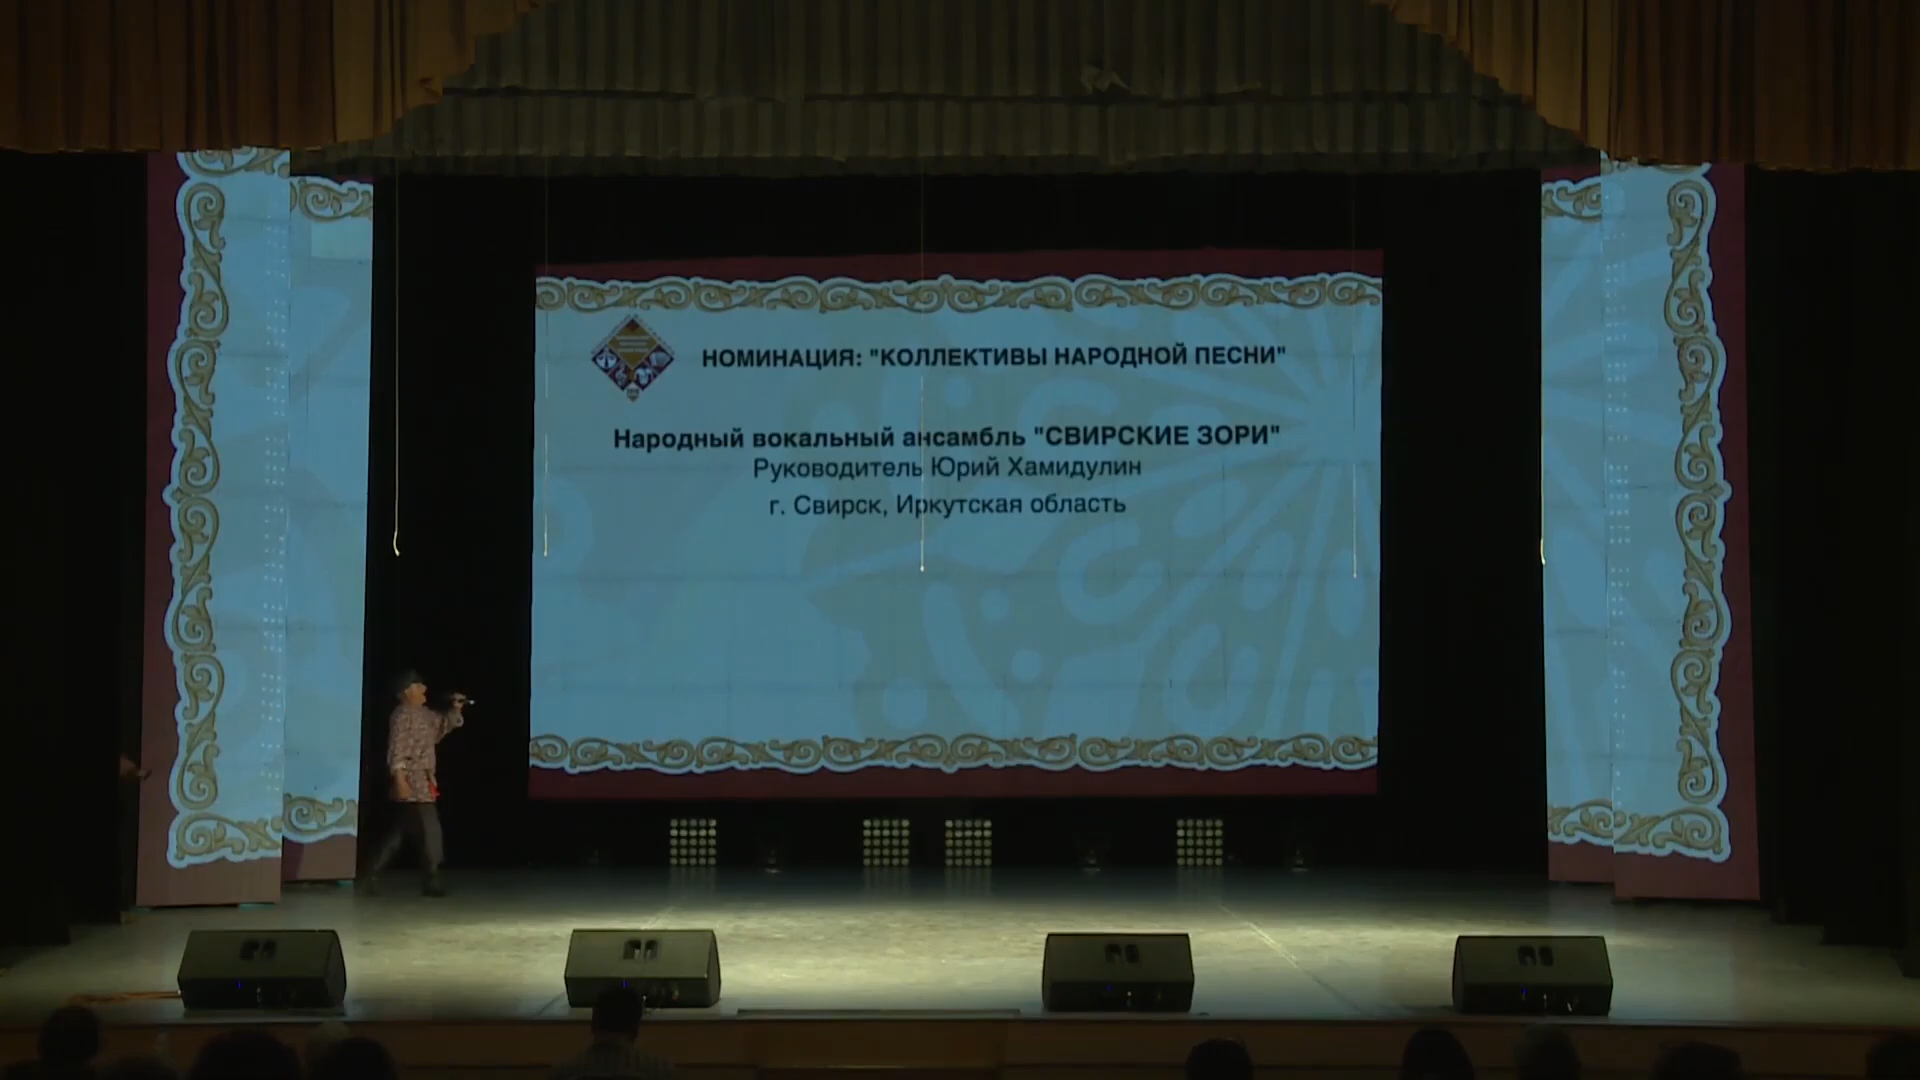 НОМИНАЦИЯ: "КОЛЛЕКТИВЫ НАРОДНОЙ ПЕСНИ"
Народный вокальный ансамбль "СВИРСКИЕ ЗОРИ"
Руководитель Юрий Хамидулин
г. Свирск, Иркутская область